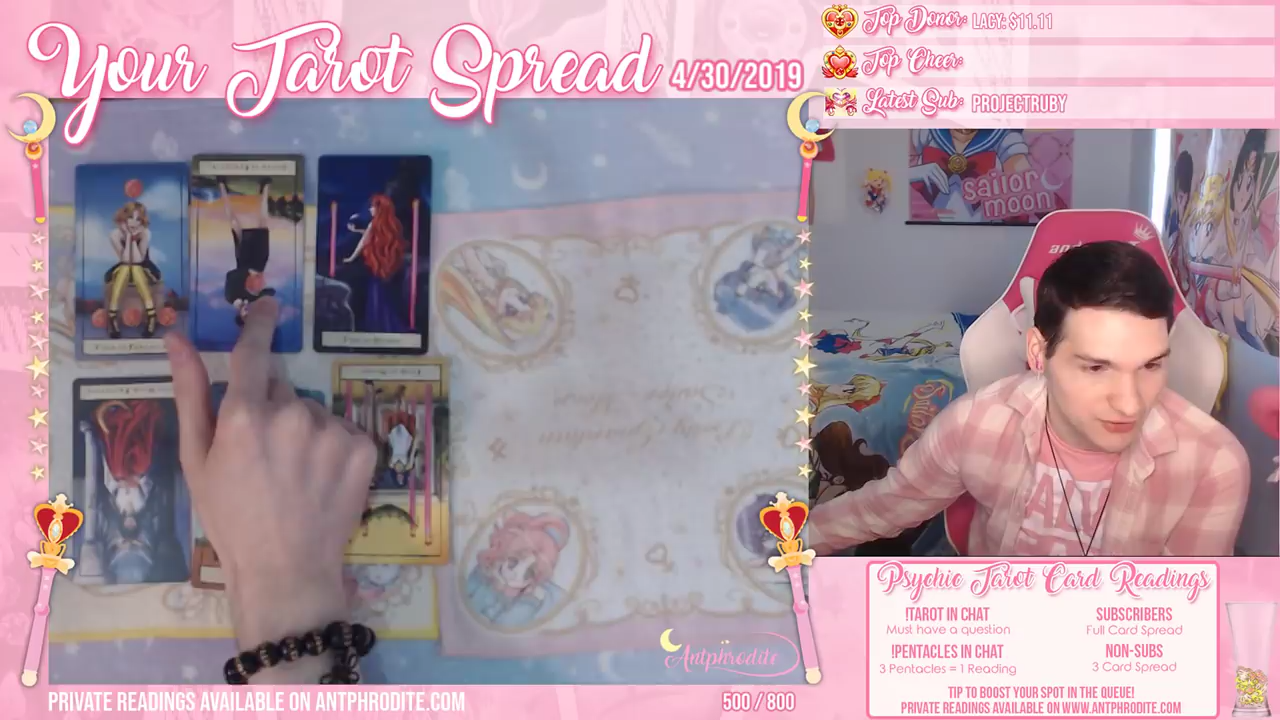 Your Tarot Spread 4/30/2019
Top Donor: LACY: $11.11
Top Cheer:
Latest Sub: PROJECTRUBY
sailor
moon
and
Antphrodite
PRIVATE READINGS AVAILABLE ON ANTPHRODITE.COM
500 / 800
Psychic Tarot Card Readings
!TAROT IN CHAT
Must have a question
!PENTACLES IN CHAT
3 Pentacles = 1 Reading
SUBSCRIBERS
Full Card Spread
NON-SUBS
3 Card Spread
TIP TO BOOST YOUR SPOT IN THE QUEUE!
PRIVATE READINGS AVAILABLE ON WWW.ANTPHRODITE.COM